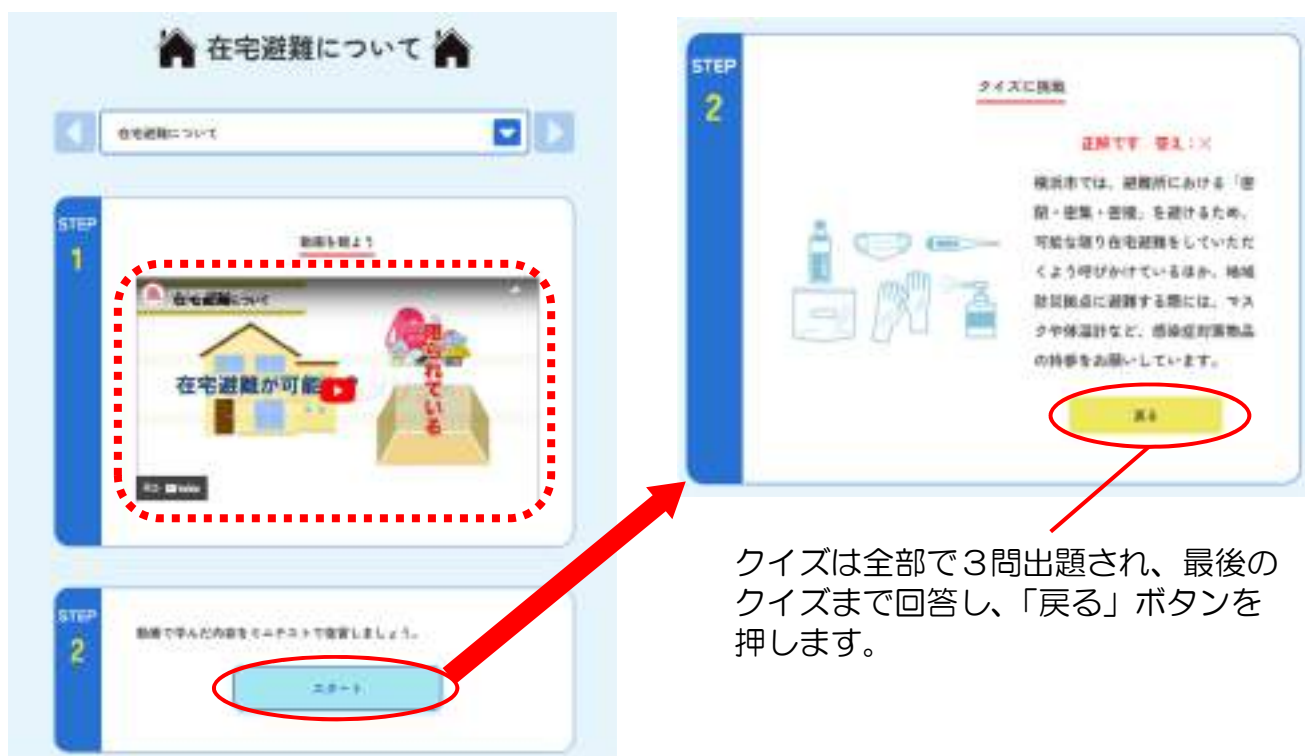 在宅避難について
在宅避難について
STEP
1
動画を観よう
在宅避難について
在宅避難が可能
限られている
STEP
2
動画で学んだ内容をミニテストで復習しましょう。
スタート
STEP
2
クイズに挑戦
正解です 答え：×
横浜市では、避難所における「密
閉・密集・密接」を避けるため、
可能な限り在宅避難をしていただ
くよう呼びかけているほか、地域
防災拠点に避難する際には、マス
クや体温計など、感染症対策物品
の持参をお願いしています。
戻る
クイズは全部で３問出題され、最後の
クイズまで回答し、「戻る」ボタンを
押します。